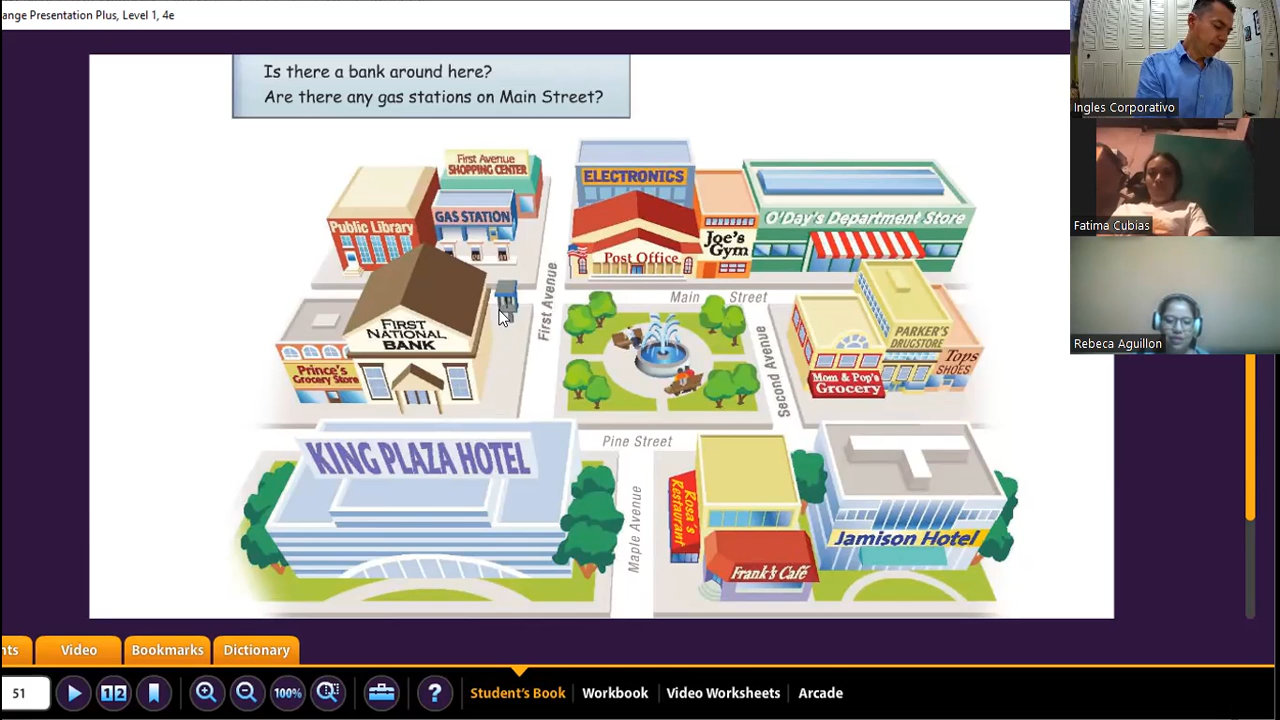 ange Presentation Plus, Level 1, 4e
Is there a bank around here?
Are there any gas stations on Main Street?
Ingles Corporativo
Fatima Cubias
Rebeca Aguillon
First Avenue
SHOPPING CENTER
Public Library
GAS STATION
ELECTRONICS
Post Office
Joe's
Gym
O'Day's Department Store
First Avenue
Main Street
FIRST
NATIONAL
BANK
Prince's
Grocery Store
Second Avenue
PARKER'S
DRUGSTORE
Mom & Pop's
Grocery
Tops
SHOES
Pine Street
KING PLAZA HOTEL
Maple Avenue
Rosa's
Restaurant
Frank's Café
Jamison Hotel
nts
Video
Bookmarks
Dictionary
51
1 2
100%
?
Student's Book
Workbook
Video Worksheets
Arcade